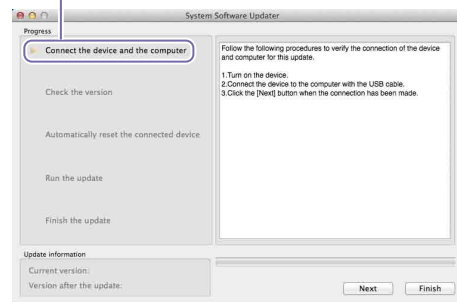 System Software Updater
Progress
Connect the device and the computer
Check the version
Automatically reset the connected device
Run the update
Finish the update
Follow the following procedures to verify the connection of the device
and computer for this update.
1.Turn on the device.
2.Connect the device to the computer with the USB cable.
3.Click the [Next] button when the connection has been made.
Update information
Current version:
Version after the update:
Next
Finish